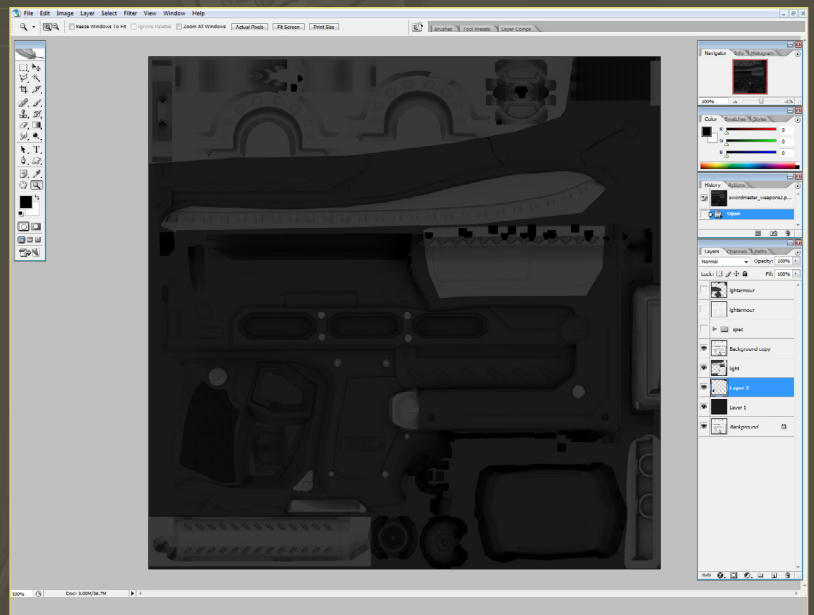 File Edit Image Layer Select Filter View Window Help
Resize Windows To Fit Ignore Palettes Zoom All Windows Actual Pixels Fit Screen Print Size
Brushes Tool Presets Layer Comps
Navigator Info Histogram
100%
Color Swatches Styles
R 0
G 0
B 0
History Actions
swordmaster_weapons2.p...
Open
Layers Channels Paths
Normal Opacity: 100%
Lock: Fill: 100%
lightarmour
lightarmour
spec
Background copy
light
Layer 2
Layer 1
Background
100% Doc: 3.00M/36.7M